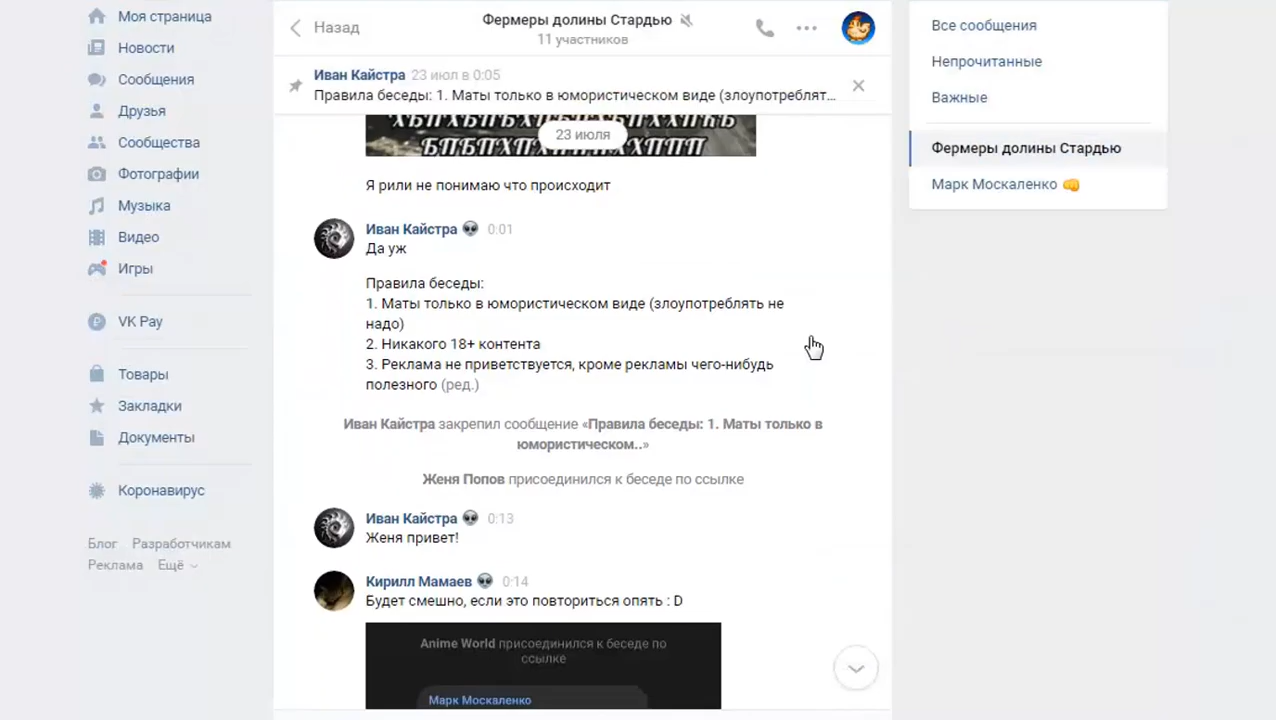 Моя страница
Новости
Сообщения
Друзья
Сообщества
Фотографии
Музыка
Видео
Игры
VK Pay
Товары
Закладки
Документы
Коронавирус
Блог Разработчикам
Реклама Ещё
Назад
Фермеры долины Стардью
11 участников
Иван Кайстра 23 июл в 0:05
Правила беседы: 1. Маты только в юмористическом виде (злоупотреблят...
23 июля
Я рили не понимаю что происходит
Иван Кайстра 0:01
Да уж
Правила беседы:
1. Маты только в юмористическом виде (злоупотреблять не
надо)
2. Никакого 18+ контента
3. Реклама не приветствуется, кроме рекламы чего-нибудь
полезного (ред.)
Иван Кайстра закрепил сообщение «Правила беседы: 1. Маты только в
юмористическом..»
Женя Попов присоединился к беседе по ссылке
Иван Кайстра 0:13
Женя привет!
Кирилл Мамаев 0:14
Будет смешно, если это повториться опять : D
Anime World присоединился к беседе по
ссылке
Марк Москаленко
Все сообщения
Непрочитанные
Важные
Фермеры долины Стардью
Марк Москаленко